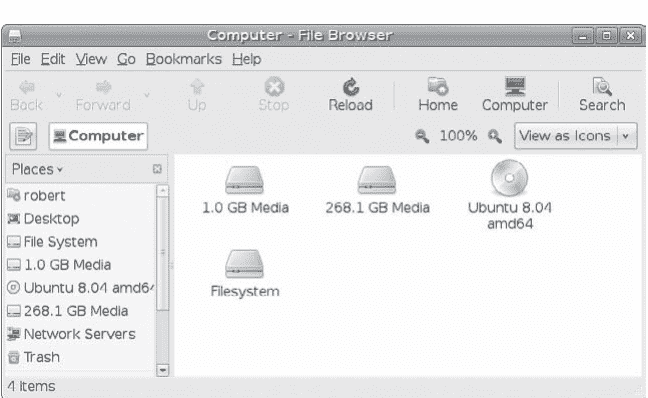 Computer - File Browser
File Edit View Go Bookmarks Help
Back Forward Up Stop Reload Home Computer Search
Computer 100% View as Icons
Places
robert
Desktop
File System
1.0 GB Media
Ubuntu 8.04 amd64
268.1 GB Media
Network Servers
Trash
1.0 GB Media 268.1 GB Media Ubuntu 8.04
amd64
Filesystem
4 items